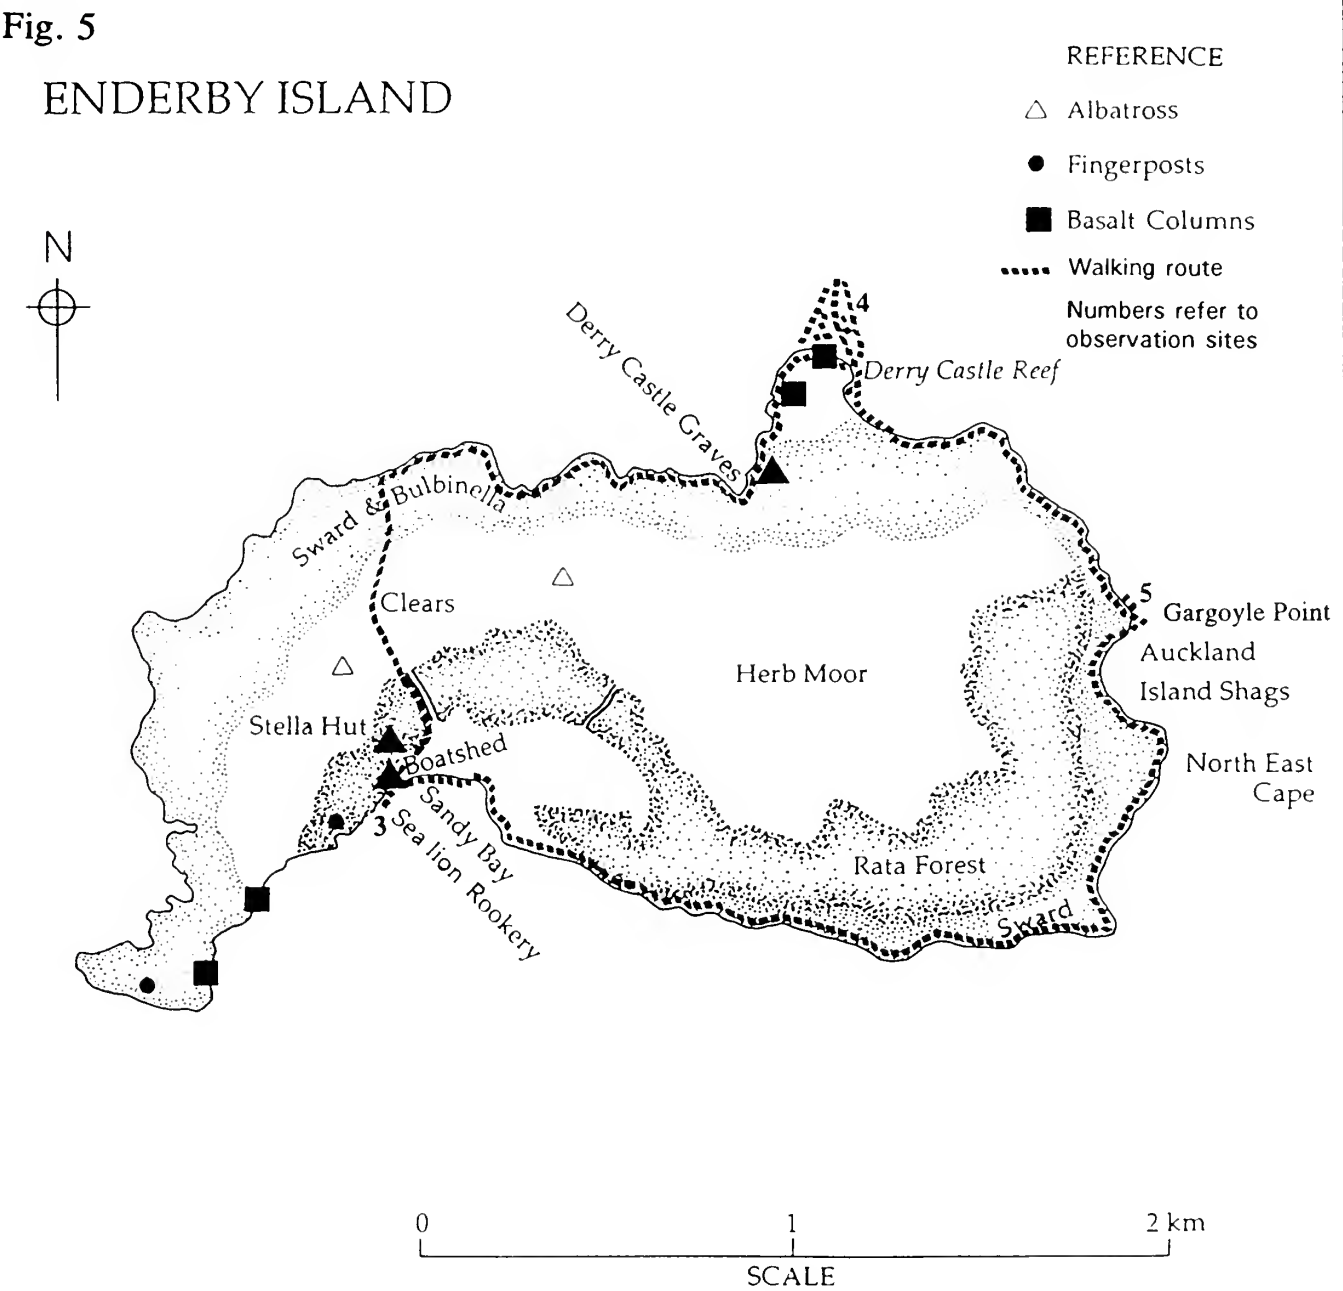 Fig. 5
ENDERBY ISLAND
REFERENCE
Albatross
Fingerposts
Basalt Columns
Walking route
Numbers refer to
observation sites
N
4
Derry Castle Reef
Derry Castle Graves
Sward & Bulbinella
Clears
5
Gargoyle Point
Auckland
Island Shags
Herb Moor
Stella Hut
Boatshed
North East
Cape
3
Sandy Bay
Sea lion Rookery
Rata Forest
Sward
0 1 2 km
SCALE